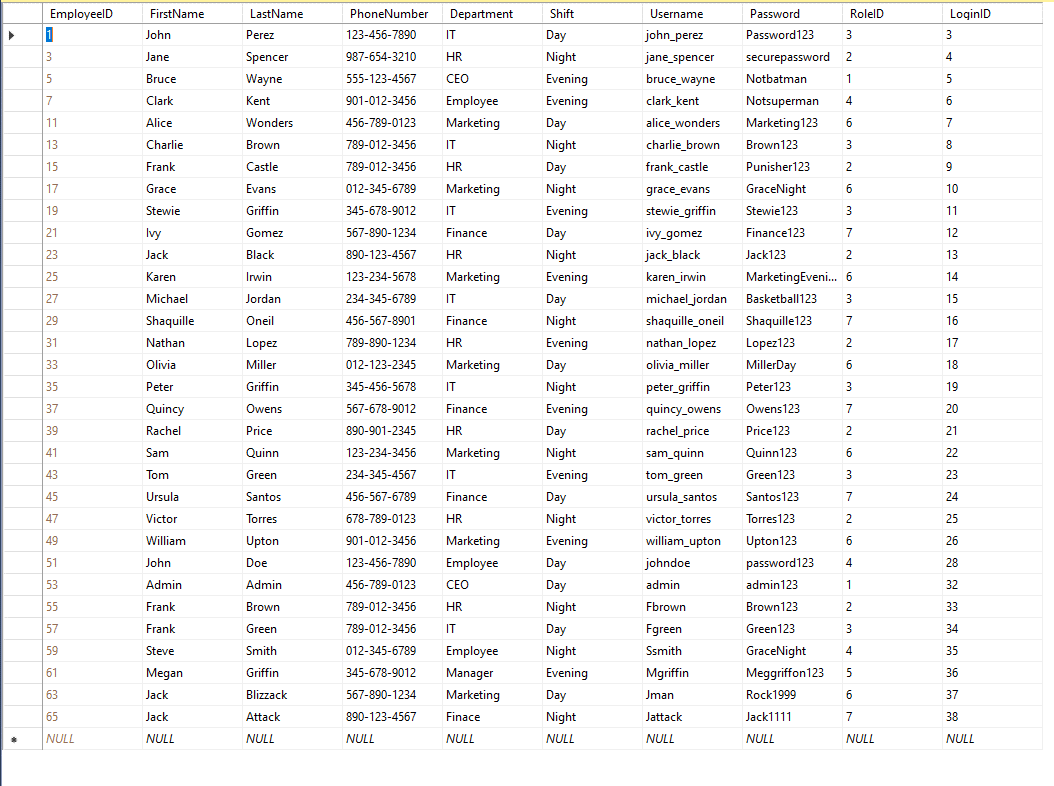 EmployeeID FirstName LastName PhoneNumber Department Shift Username Password RoleID LoginID
1 John Perez 123-456-7890 IT Day john_perez Password123 3 3
3 Jane Spencer 987-654-3210 HR Night jane_spencer securepassword 2 4
5 Bruce Wayne 555-123-4567 CEO Evening bruce_wayne Notbatman 1 5
7 Clark Kent 901-012-3456 Employee Evening clark_kent Notsuperman 4 6
11 Alice Wonders 456-789-0123 Marketing Day alice_wonders Marketing123 6 7
13 Charlie Brown 789-012-3456 IT Night charlie_brown Brown123 3 8
15 Frank Castle 789-012-3456 HR Day frank_castle Punisher123 2 9
17 Grace Evans 012-345-6789 Marketing Night grace_evans GraceNight 6 10
19 Stewie Griffin 345-678-9012 IT Evening stewie_griffin Stewie123 3 11
21 Ivy Gomez 567-890-1234 Finance Day ivy_gomez Finance123 7 12
23 Jack Black 890-123-4567 HR Night jack_black Jack123 2 13
25 Karen Irwin 123-234-5678 Marketing Evening karen_irwin MarketingEveni... 6 14
27 Michael Jordan 234-345-6789 IT Day michael_jordan Basketball123 3 15
29 Shaquille Oneil 456-567-8901 Finance Night shaquille_oneil Shaquille123 7 16
31 Nathan Lopez 789-890-1234 HR Evening nathan_lopez Lopez123 2 17
33 Olivia Miller 012-123-2345 Marketing Day olivia_miller MillerDay 6 18
35 Peter Griffin 345-456-5678 IT Night peter_griffin Peter123 3 19
37 Quincy Owens 567-678-9012 Finance Evening quincy_owens Owens123 7 20
39 Rachel Price 890-901-2345 HR Day rachel_price Price123 2 21
41 Sam Quinn 123-234-3456 Marketing Night sam_quinn Quinn123 6 22
43 Tom Green 234-345-4567 IT Evening tom_green Green123 3 23
45 Ursula Santos 456-567-6789 Finance Day ursula_santos Santos123 7 24
47 Victor Torres 678-789-0123 HR Night victor_torres Torres123 2 25
49 William Upton 901-012-3456 Marketing Evening william_upton Upton123 6 26
51 John Doe 123-456-7890 Employee Day johndoe password123 4 28
53 Admin Admin 456-789-0123 CEO Day admin admin123 1 32
55 Frank Brown 789-012-3456 HR Night Fbrown Brown123 2 33
57 Frank Green 789-012-3456 IT Day Fgreen Green123 3 34
59 Steve Smith 012-345-6789 Employee Night Ssmith GraceNight 4 35
61 Megan Griffin 345-678-9012 Manager Evening Mgriffin Meggriffon123 5 36
63 Jack Blizzack 567-890-1234 Marketing Day Jman Rock1999 6 37
65 Jack Attack 890-123-4567 Finace Night Jattack Jack1111 7 38
NULL NULL NULL NULL NULL NULL NULL NULL NULL NULL